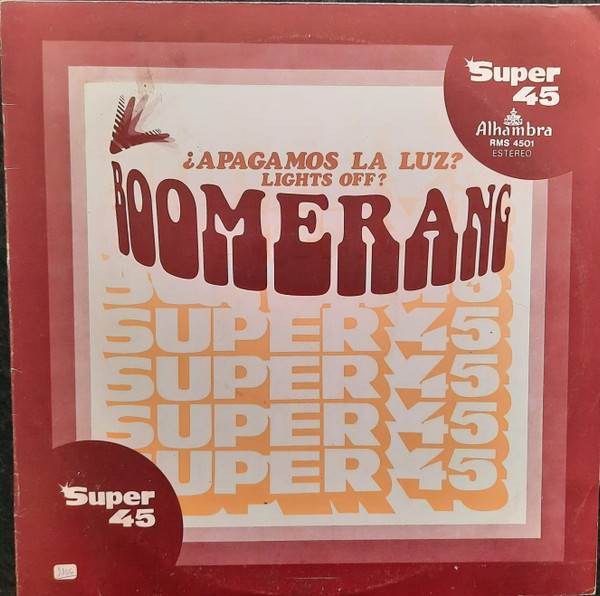 Super
45
Alhambra
RMS 4501
ESTEREO
¿APAGAMOS LA LUZ?
LIGHTS OFF?
BOOMERANG
SUPER 45
SUPER 45
SUPER 45
SUPER 45
Super
45